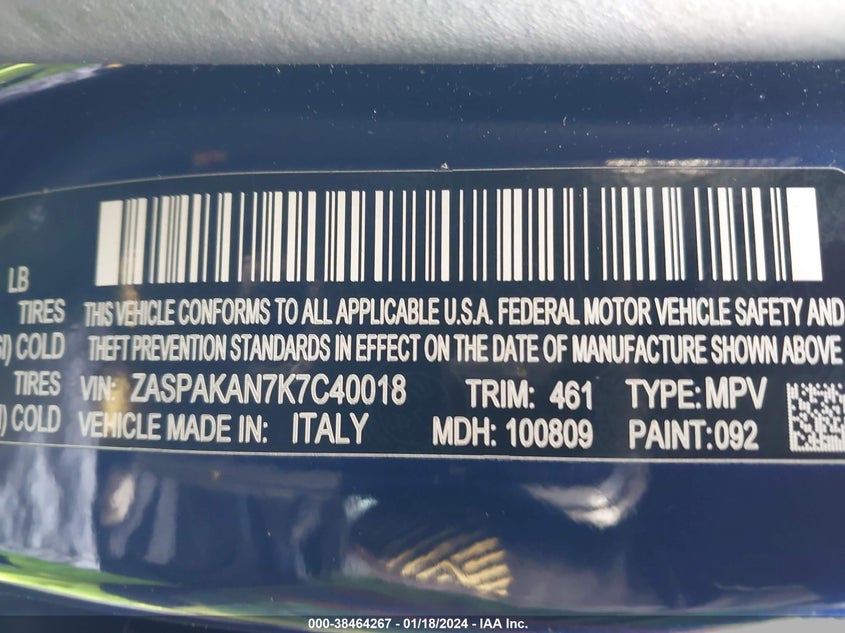 LB
TIRES THIS VEHICLE CONFORMS TO ALL APPLICABLE U.S.A. FEDERAL MOTOR VEHICLE SAFETY AND
SI) COLD THEFT PREVENTION STANDARDS IN EFFECT ON THE DATE OF MANUFACTURE SHOWN ABOVE
TIRES VIN: ZASPAKAN7K7C40018 TRIM: 461 TYPE: MPV
I) COLD VEHICLE MADE IN: ITALY MDH: 100809 PAINT: 092
000-38464267 - 01/18/2024 - IAA Inc.